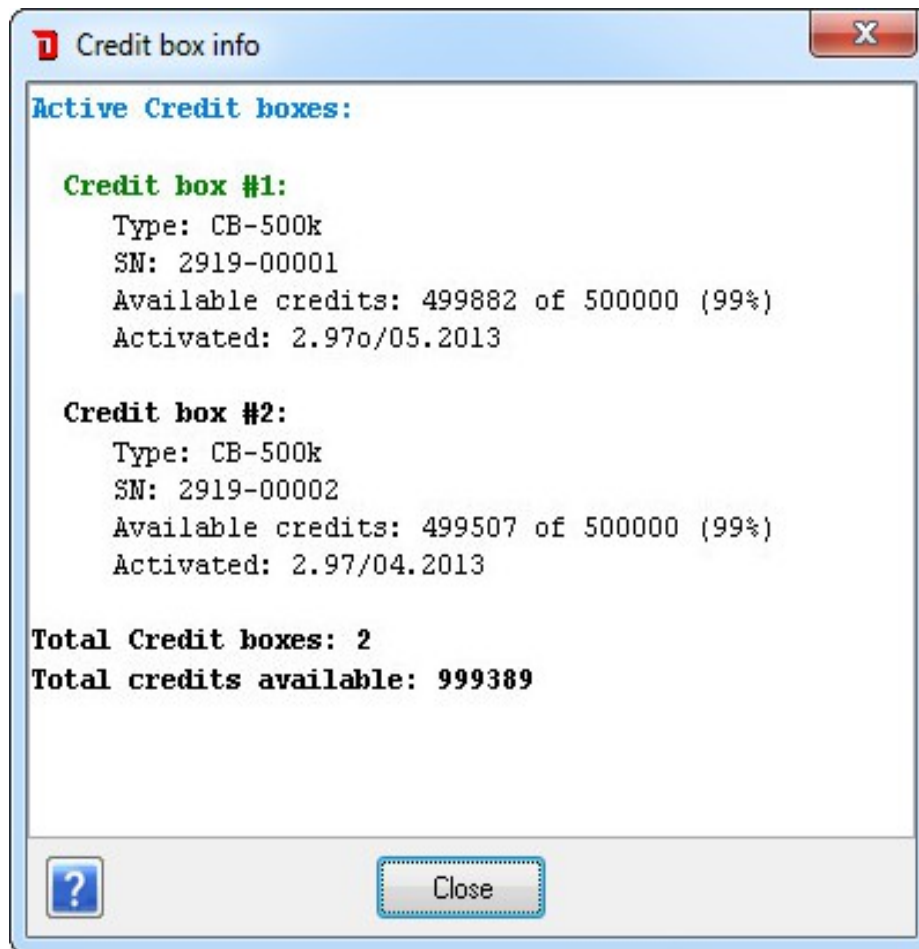 Credit box info
Active Credit boxes:
Credit box #1:
Type: CB-500k
SN: 2919-00001
Available credits: 499882 of 500000 (99%)
Activated: 2.97o/05.2013
Credit box #2:
Type: CB-500k
SN: 2919-00002
Available credits: 499507 of 500000 (99%)
Activated: 2.97/04.2013
Total Credit boxes: 2
Total credits available: 999389
?
Close